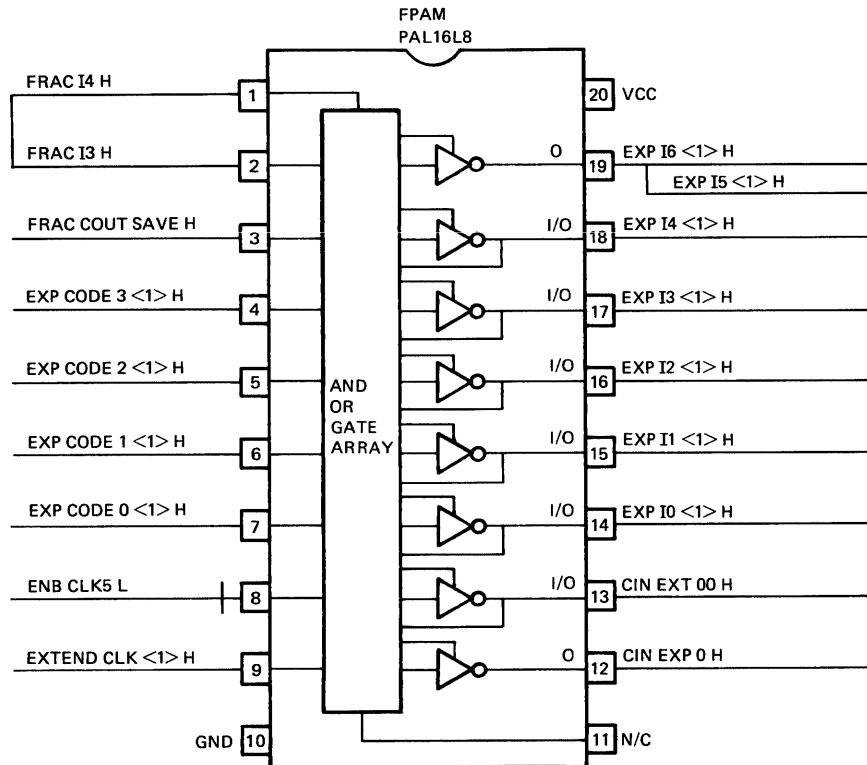 FPAM
PAL16L8
FRAC I4 H
1
20
VCC
FRAC I3 H
2
O
19
EXP I6 <1> H
EXP I5 <1> H
FRAC COUT SAVE H
3
I/O
18
EXP I4 <1> H
EXP CODE 3 <1> H
4
I/O
17
EXP I3 <1> H
EXP CODE 2 <1> H
5
AND
OR
GATE
ARRAY
I/O
16
EXP I2 <1> H
EXP CODE 1 <1> H
6
I/O
15
EXP I1 <1> H
EXP CODE 0 <1> H
7
I/O
14
EXP I0 <1> H
ENB CLK5 L
8
I/O
13
CIN EXT 00 H
EXTEND CLK <1> H
9
O
12
CIN EXP 0 H
GND
10
11
N/C